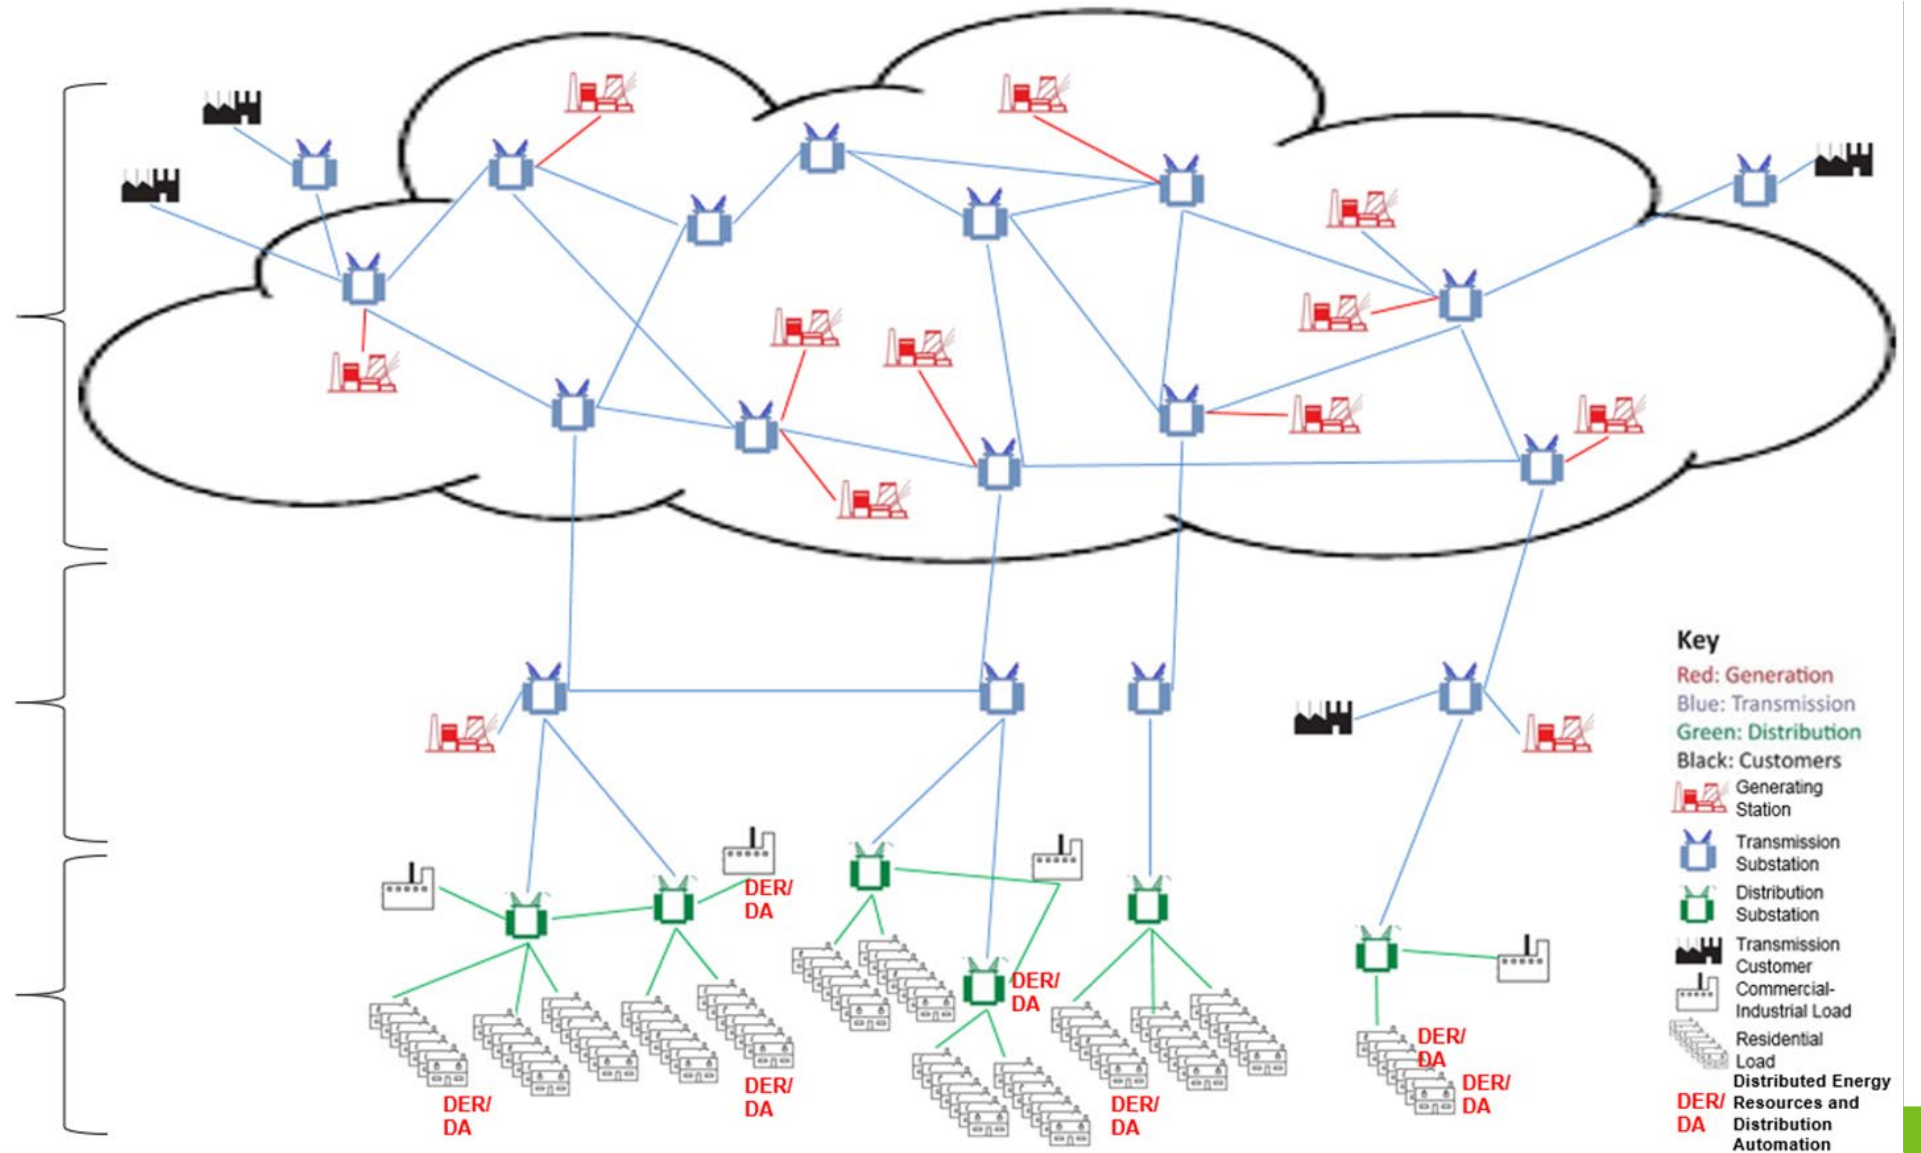 Key
Red: Generation
Blue: Transmission
Green: Distribution
Black: Customers
Generating
Station
Transmission
Substation
Distribution
Substation
Transmission
Customer
Commercial-
Industrial Load
Residential
Load
DER/
DA
Distributed Energy
Resources and
Distribution
Automation
DER/
DA
DER/
DA
DER/
DA
DER/
DA
DER/
DA
DER/
DA
DER/
DA